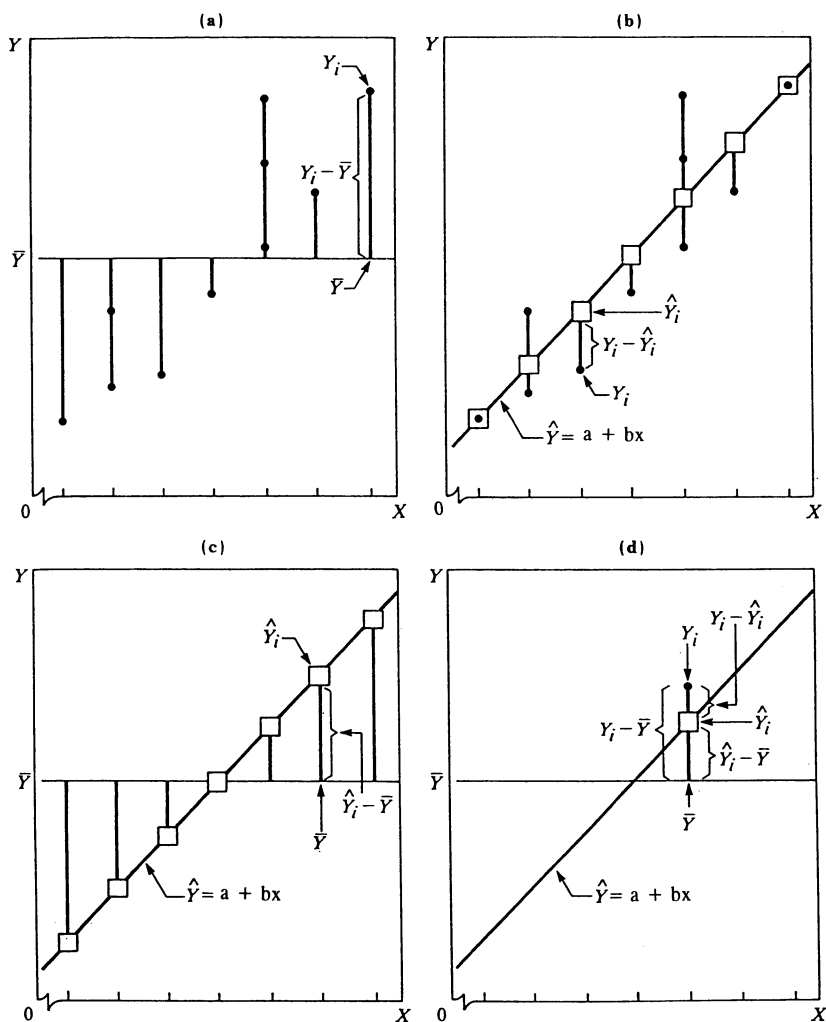 (a)
Y
Y_i
Y_i − Ȳ
Ȳ
Ȳ
0
X
(b)
Y
Ŷ_i
Y_i − Ŷ_i
Y_i
Ŷ = a + bx
0
X
(c)
Y
Ŷ_i
Ȳ
Ŷ_i − Ȳ
Ȳ
Ŷ = a + bx
0
X
(d)
Y
Y_i − Ŷ_i
Y_i
Y_i − Ȳ
Ŷ_i
Ŷ_i − Ȳ
Ȳ
Ȳ
Ŷ = a + bx
0
X